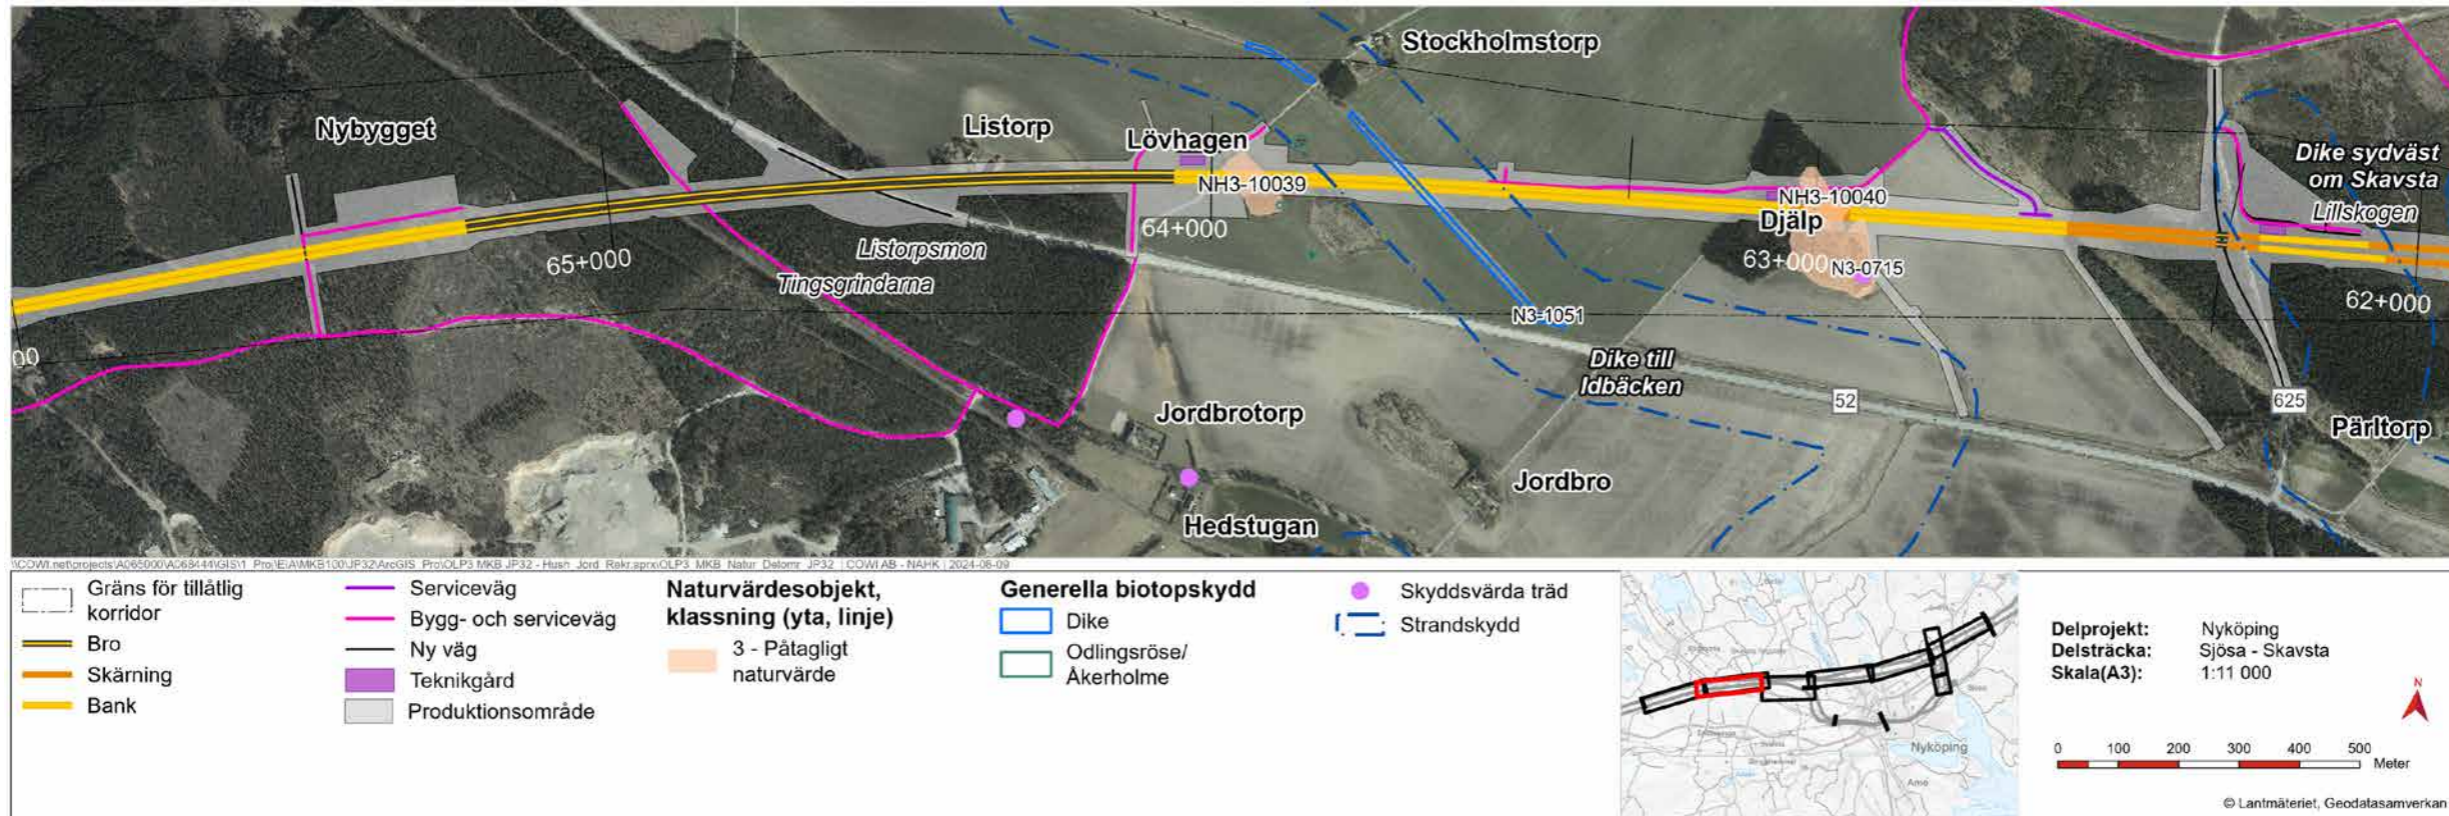 Stockholmstorp
Nybygget
Listorp
Lövhagen
Dike sydväst
om Skavsta
NH3-10039
NH3-10040
Lillskogen
Djälp
64+000
Listorpsmon
65+000
63+000
N3-0715
Tingsgrindarna
62+000
N3-1051
00
Dike till
Idbäcken
52
625
Jordbrotorp
Pärltorp
Jordbro
Hedstugan
Gräns för tillåtlig
korridor
Bro
Skärning
Bank
Serviceväg
Bygg- och serviceväg
Ny väg
Teknikgård
Produktionsområde
Naturvärdesobjekt,
klassning (yta, linje)
3 - Påtagligt
naturvärde
Generella biotopskydd
Dike
Odlingsröse/
Åkerholme
Skyddsvärda träd
Strandskydd
Nyköping
Delprojekt: Nyköping
Delsträcka: Sjösa - Skavsta
Skala(A3): 1:11 000
N
0 100 200 300 400 500
Meter
© Lantmäteriet, Geodatasamverkan